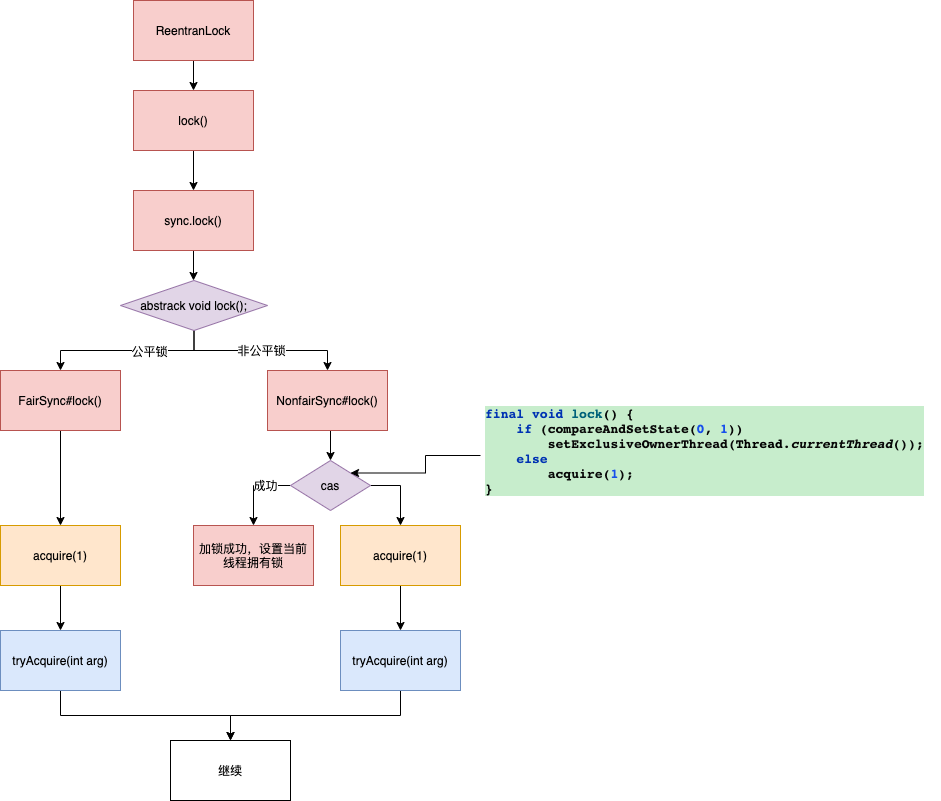 ReentranLock
lock()
sync.lock()
abstrack void lock();
公平锁
非公平锁
FairSync#lock()
NonfairSync#lock()
final void lock() {
    if (compareAndSetState(0, 1))
        setExclusiveOwnerThread(Thread.currentThread());
    else
        acquire(1);
}
成功
cas
acquire(1)
加锁成功，设置当前
线程拥有锁
acquire(1)
tryAcquire(int arg)
tryAcquire(int arg)
继续